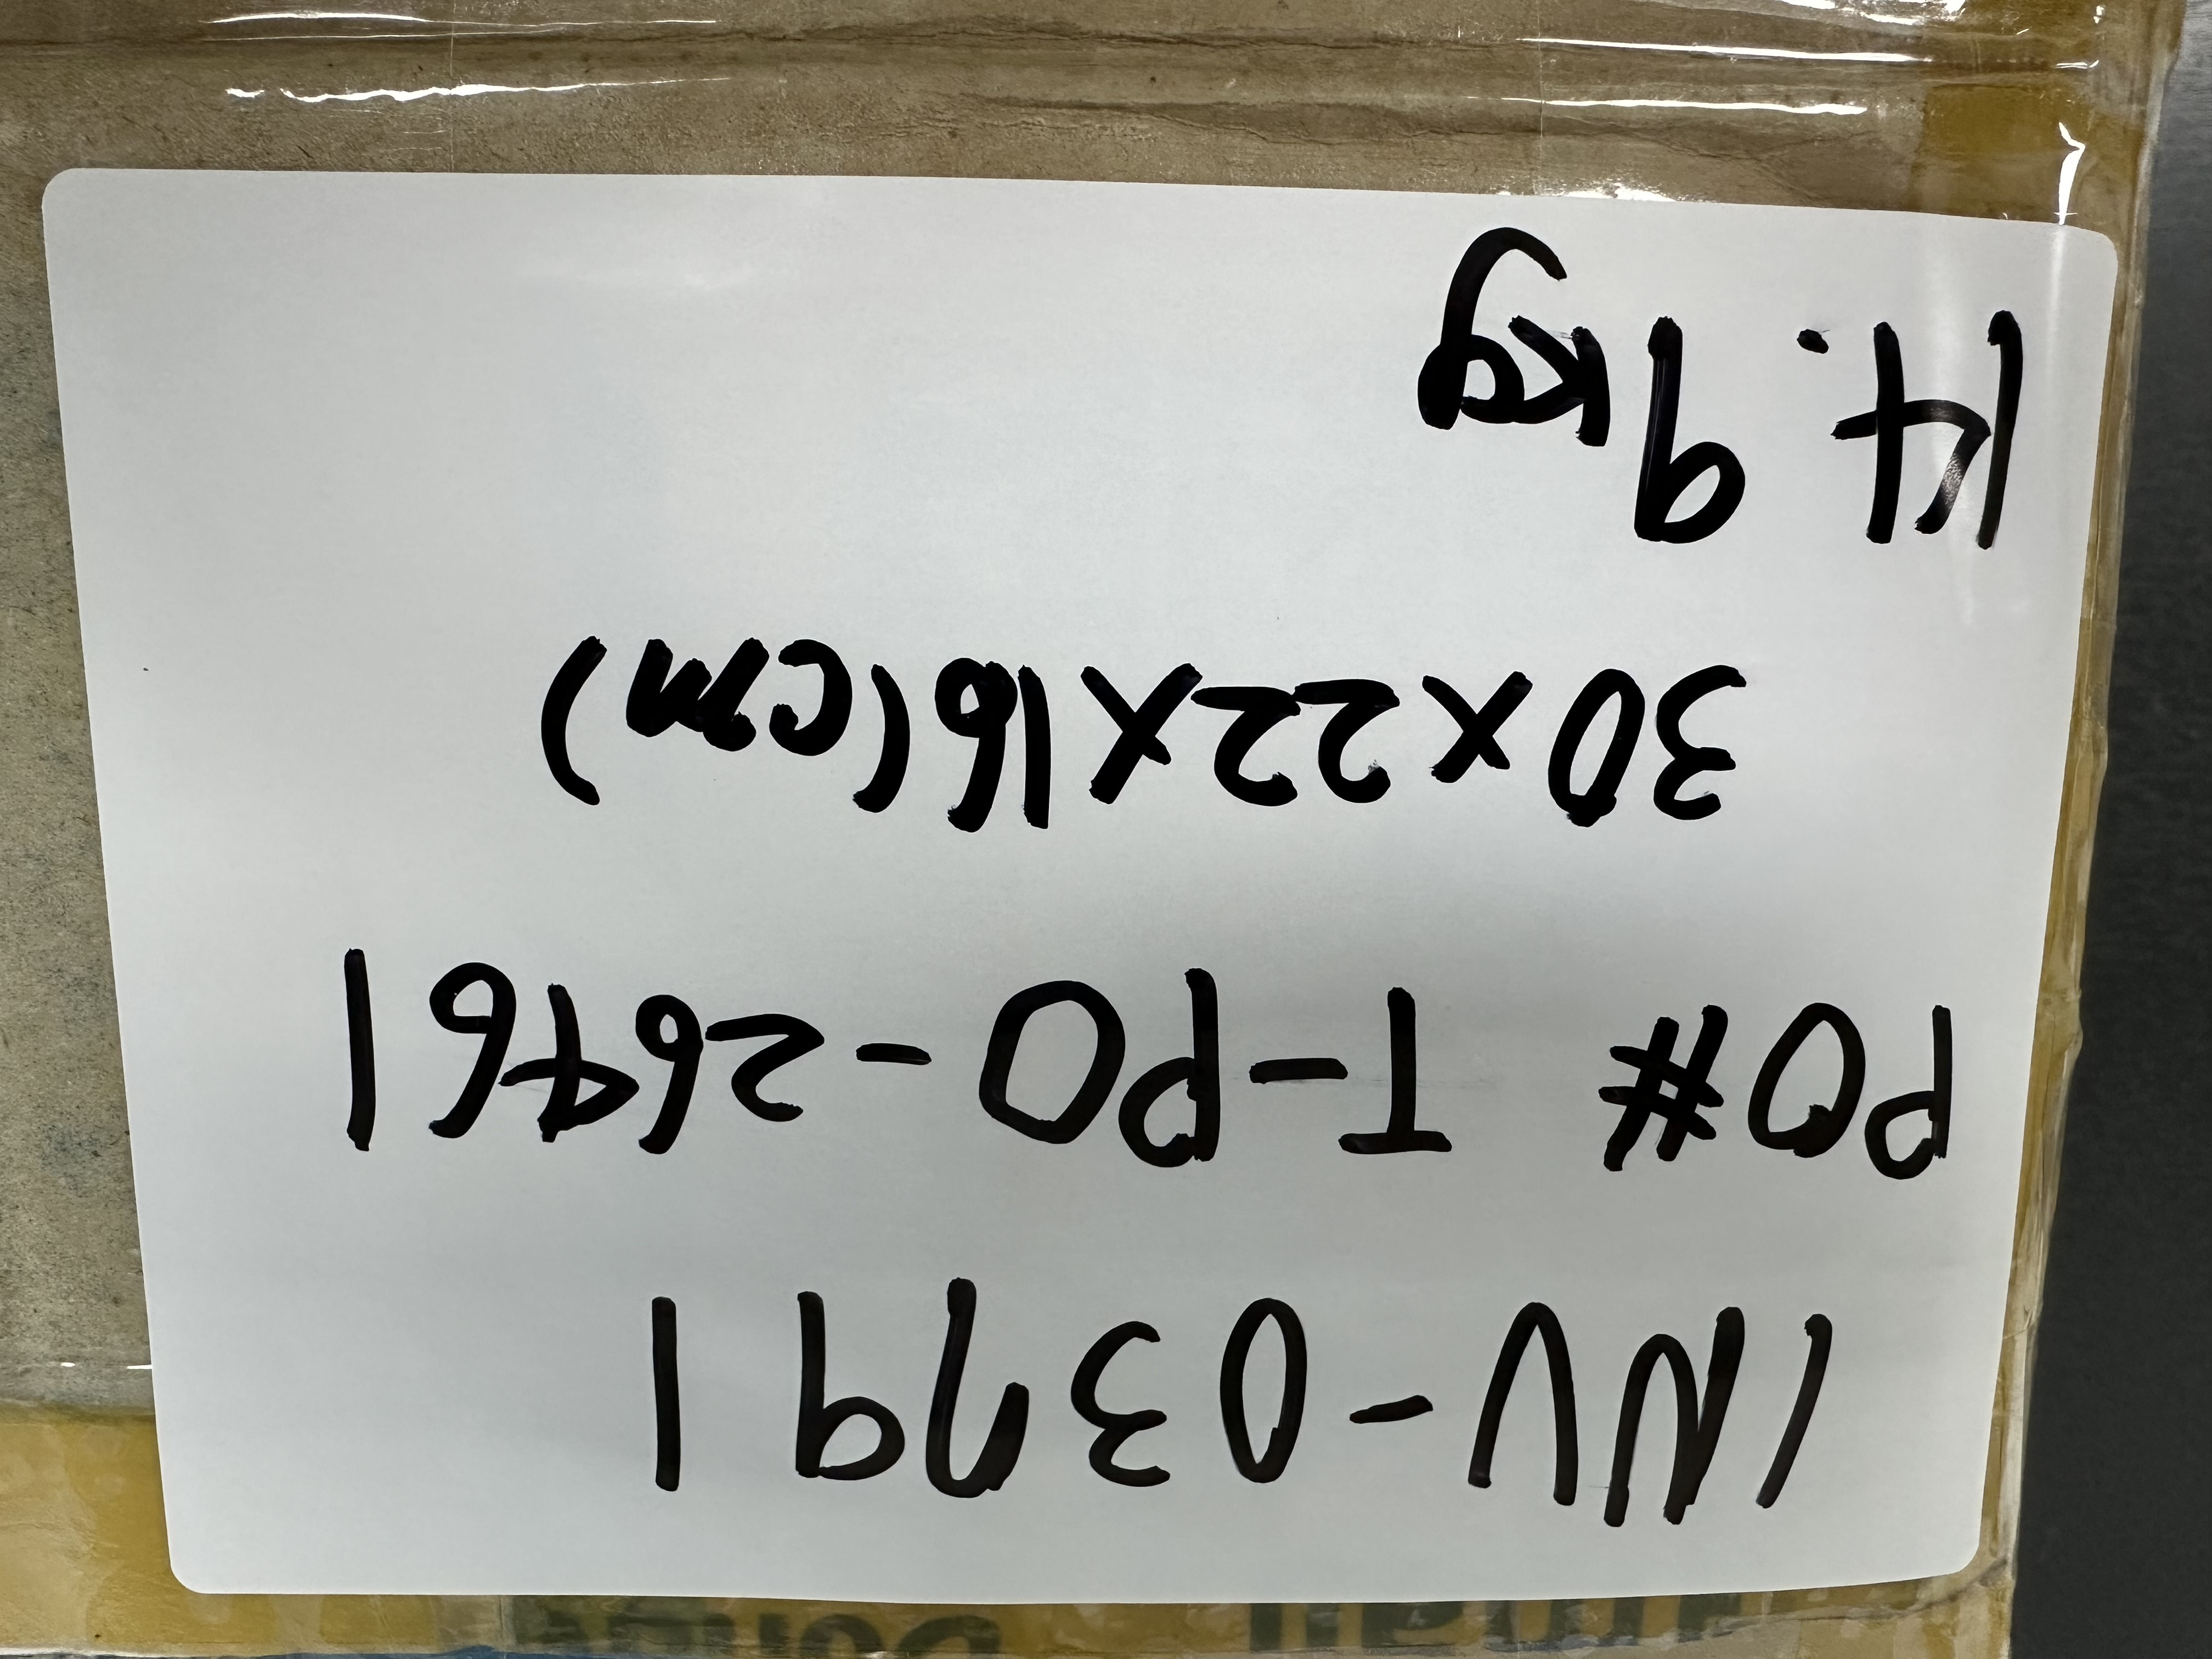 INV-03791
PO# T-PO-26461
30x22x16(cm)
14.9kg